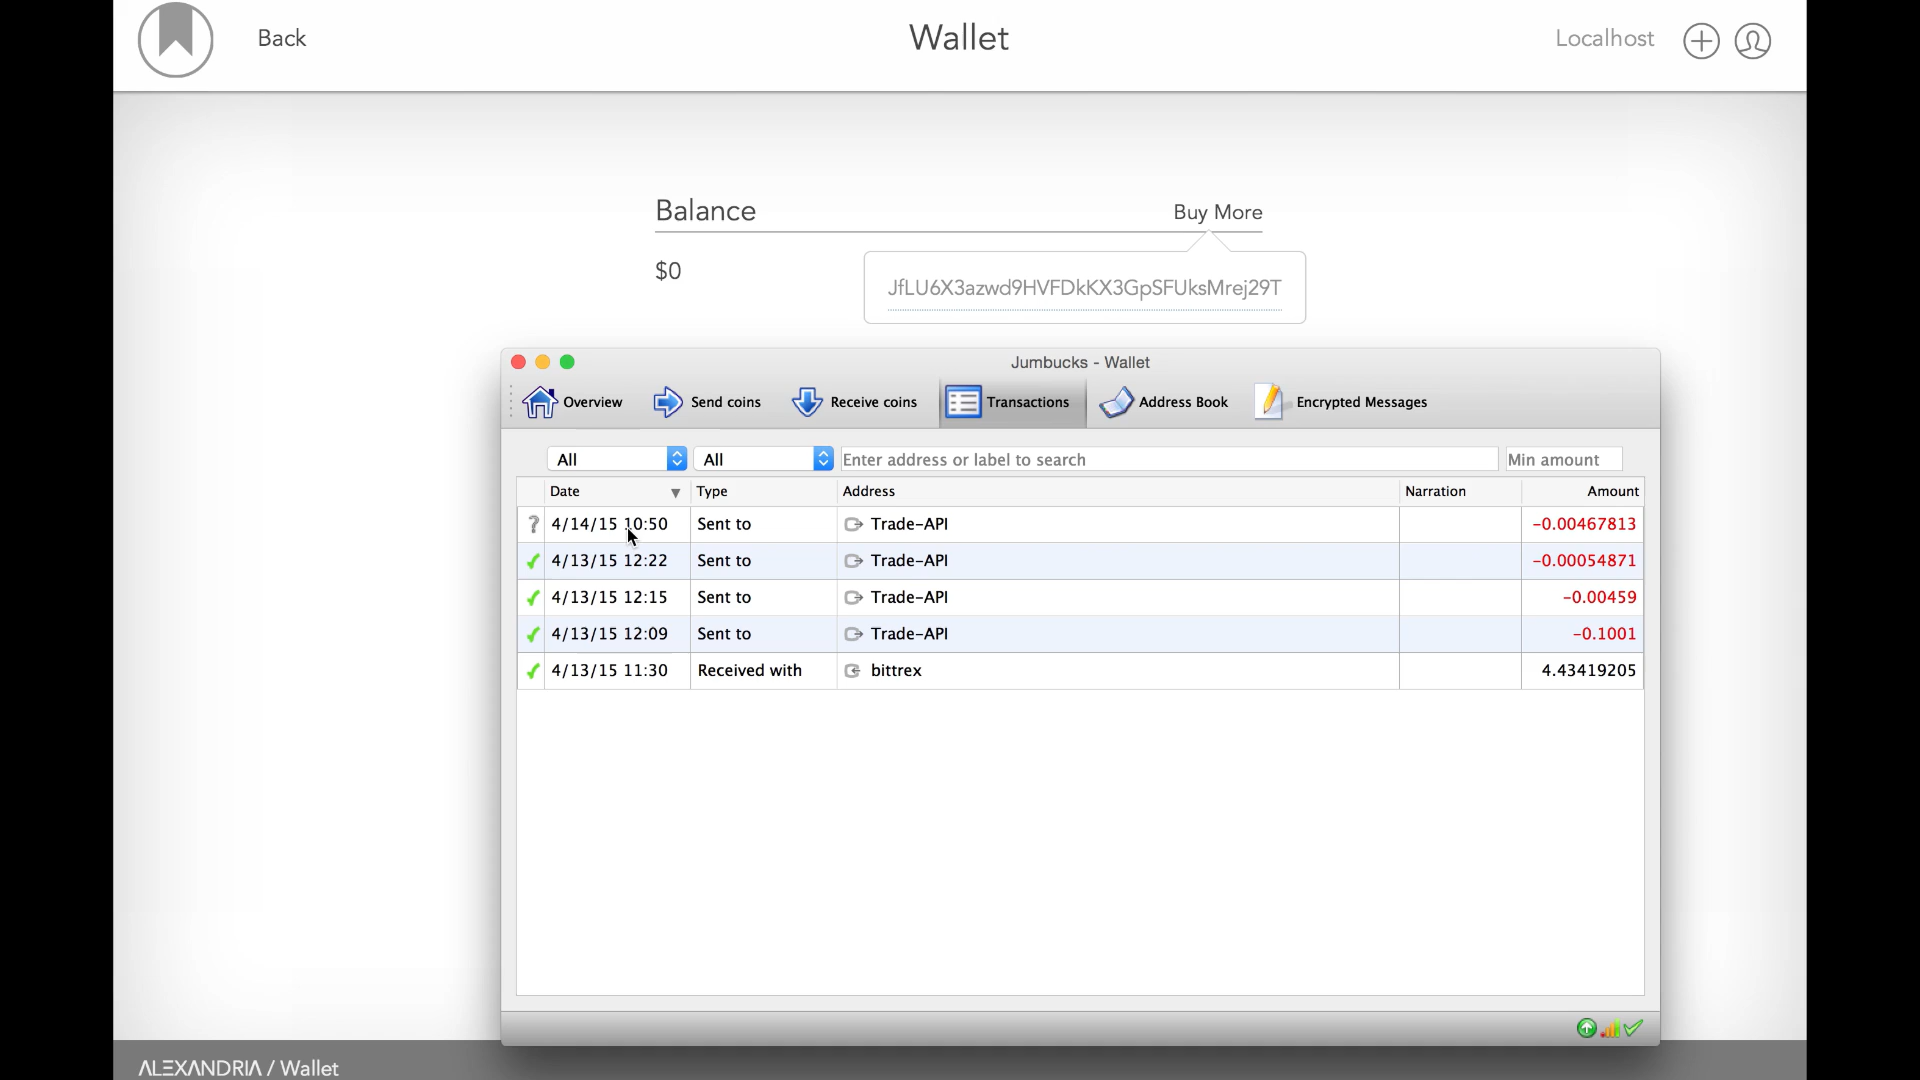 Back
Wallet
Localhost
Balance
Buy More
$0
JfLU6X3azwd9HVFDkKX3GpSFUksMrej29T
Jumbucks - Wallet
Overview
Send coins
Receive coins
Transactions
Address Book
Encrypted Messages
All
All
Enter address or label to search
Min amount
Date
Type
Address
Narration
Amount
? 4/14/15 10:50 Sent to Trade-API -0.00467813
4/13/15 12:22 Sent to Trade-API -0.00054871
4/13/15 12:15 Sent to Trade-API -0.00459
4/13/15 12:09 Sent to Trade-API -0.1001
4/13/15 11:30 Received with bittrex 4.43419205
ALEXANDRIA / Wallet